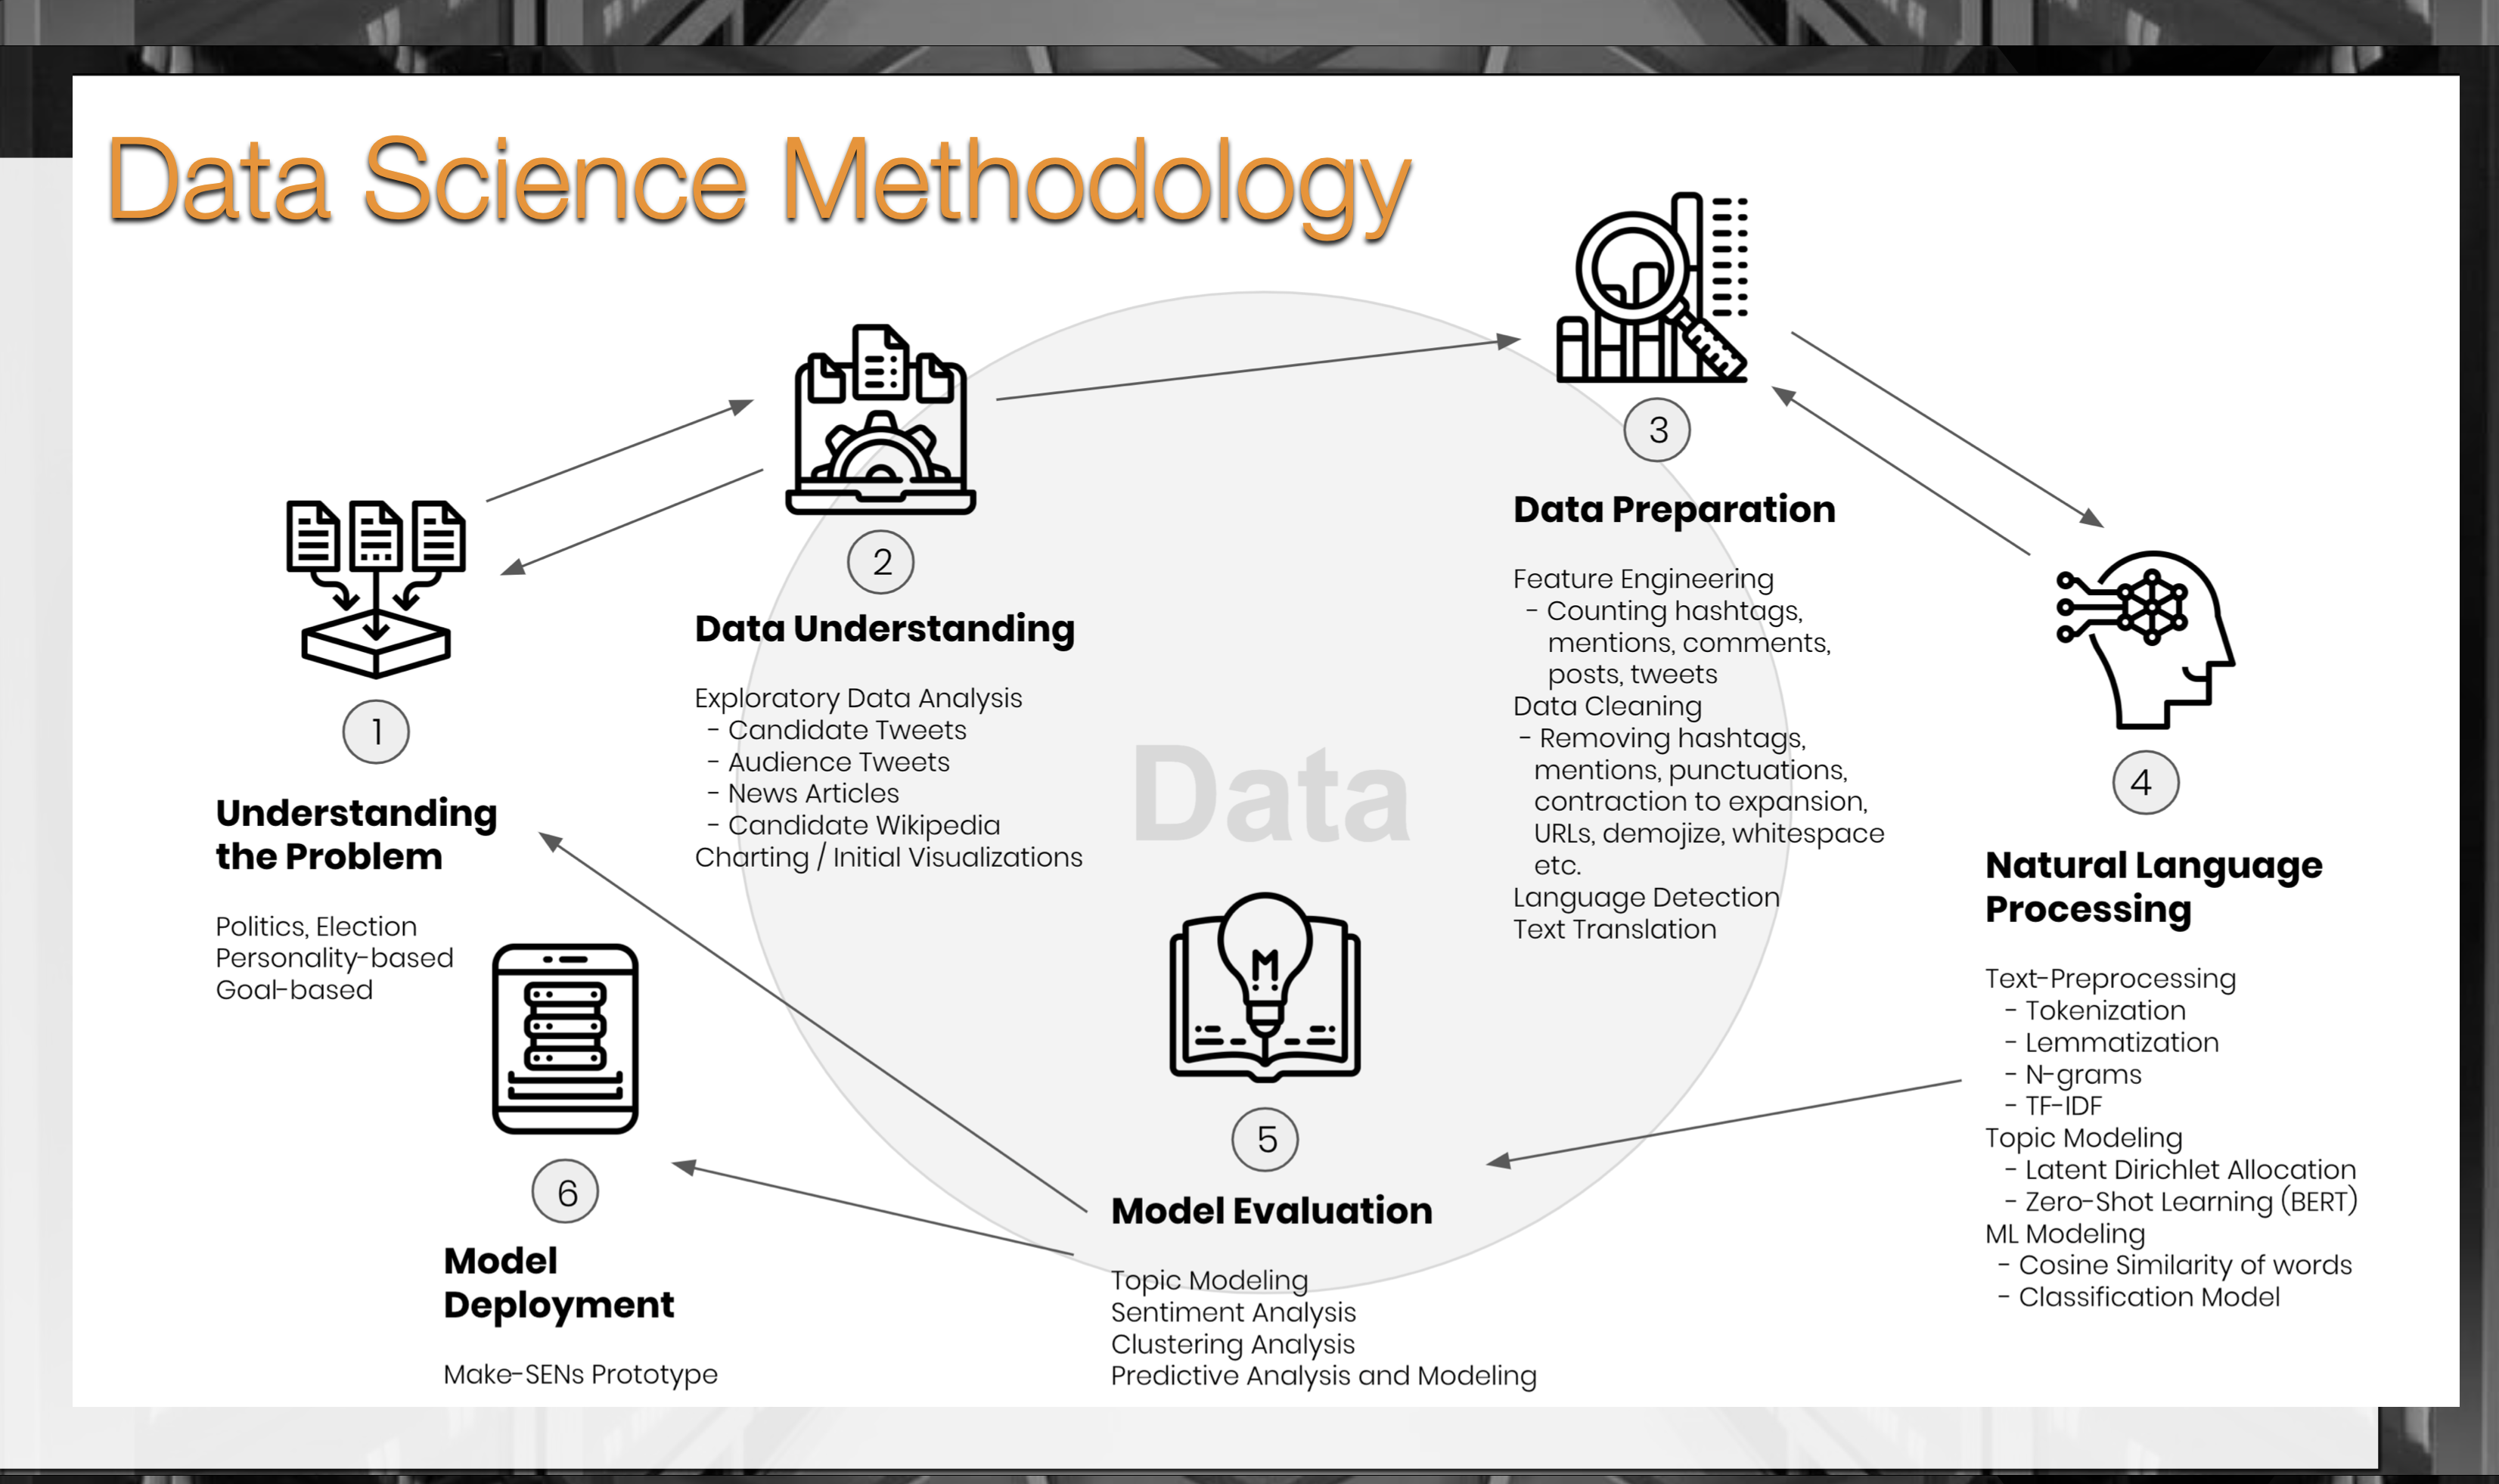 Data Science Methodology
1
Understanding
the Problem
Politics, Election
Personality-based
Goal-based
2
Data Understanding
Exploratory Data Analysis
- Candidate Tweets
- Audience Tweets
- News Articles
- Candidate Wikipedia
Charting / Initial Visualizations
Data
3
Data Preparation
Feature Engineering
- Counting hashtags,
mentions, comments,
posts, tweets
Data Cleaning
- Removing hashtags,
mentions, punctuations,
contraction to expansion,
URLs, demojize, whitespace
etc.
Language Detection
Text Translation
4
Natural Language
Processing
Text-Preprocessing
- Tokenization
- Lemmatization
- N-grams
- TF-IDF
Topic Modeling
- Latent Dirichlet Allocation
- Zero-Shot Learning (BERT)
ML Modeling
- Cosine Similarity of words
- Classification Model
5
Model Evaluation
Topic Modeling
Sentiment Analysis
Clustering Analysis
Predictive Analysis and Modeling
6
Model
Deployment
Make-SENs Prototype